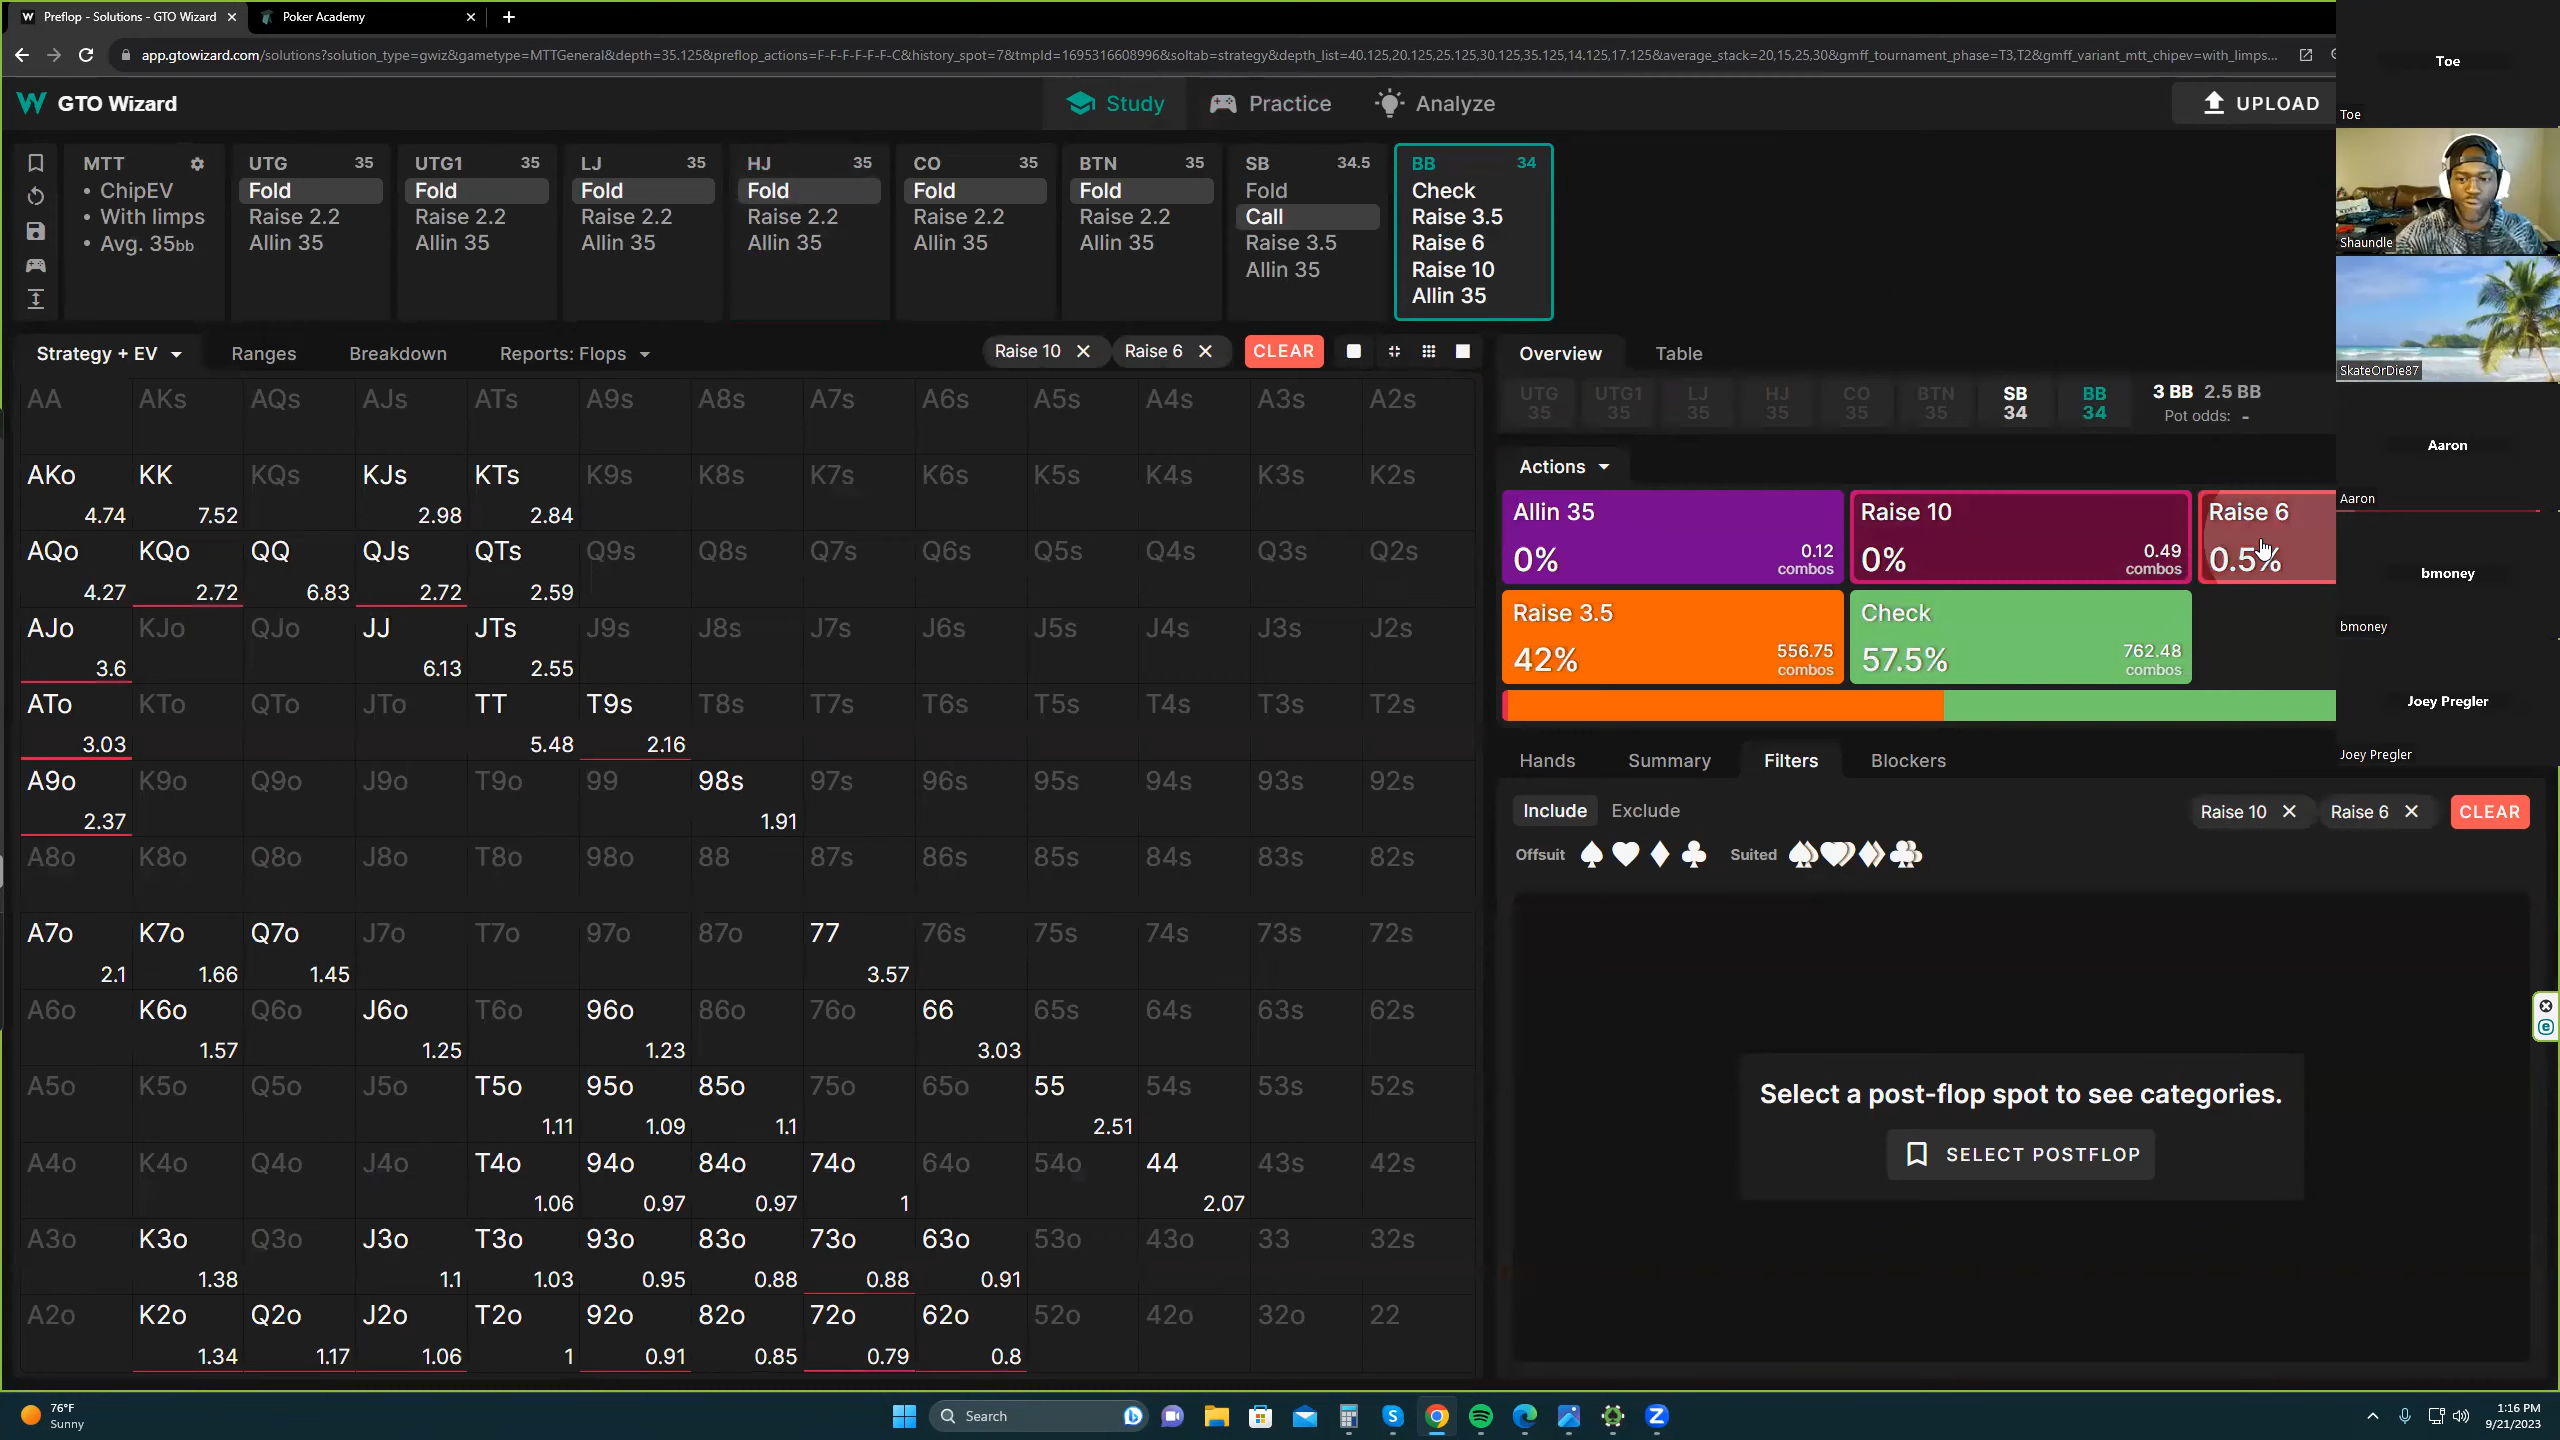 Preflop - Solutions - GTO Wizard
Poker Academy
app.gtowizard.com/solutions?solution_type=gwiz&gametype=MTTGeneral&depth=35.125&preflop_actions=F-F-F-F-F-F-C&history_spot=7&tmpId=1695316608996&soltab=strategy&depth_list=40.125,20.125,25.125,30.125,35.125,14.125,17.125&average_stack=20,15,25,30&gmff_tournament_phase=T3,T2&gmff_variant_mtt_chipev=with_limps...
GTO Wizard
Study
Practice
Analyze
UPLOAD
MTT
• ChipEV
• With limps
• Avg. 35bb
UTG 35
Fold
Raise 2.2
Allin 35
UTG1 35
Fold
Raise 2.2
Allin 35
LJ 35
Fold
Raise 2.2
Allin 35
HJ 35
Fold
Raise 2.2
Allin 35
CO 35
Fold
Raise 2.2
Allin 35
BTN 35
Fold
Raise 2.2
Allin 35
SB 34.5
Fold
Call
Raise 3.5
Allin 35
BB 34
Check
Raise 3.5
Raise 6
Raise 10
Allin 35
Strategy + EV
Ranges
Breakdown
Reports: Flops
Raise 10
Raise 6
CLEAR
AA AKs AQs AJs ATs A9s A8s A7s A6s A5s A4s A3s A2s
AKo KK KQs KJs KTs K9s K8s K7s K6s K5s K4s K3s K2s
4.74 7.52 2.98 2.84
AQo KQo QQ QJs QTs Q9s Q8s Q7s Q6s Q5s Q4s Q3s Q2s
4.27 2.72 6.83 2.72 2.59
AJo KJo QJo JJ JTs J9s J8s J7s J6s J5s J4s J3s J2s
3.6 6.13 2.55
ATo KTo QTo JTo TT T9s T8s T7s T6s T5s T4s T3s T2s
3.03 5.48 2.16
A9o K9o Q9o J9o T9o 99 98s 97s 96s 95s 94s 93s 92s
2.37 1.91
A8o K8o Q8o J8o T8o 98o 88 87s 86s 85s 84s 83s 82s
A7o K7o Q7o J7o T7o 97o 87o 77 76s 75s 74s 73s 72s
2.1 1.66 1.45 3.57
A6o K6o Q6o J6o T6o 96o 86o 76o 66 65s 64s 63s 62s
1.57 1.25 1.23 3.03
A5o K5o Q5o J5o T5o 95o 85o 75o 65o 55 54s 53s 52s
1.11 1.09 1.1 2.51
A4o K4o Q4o J4o T4o 94o 84o 74o 64o 54o 44 43s 42s
1.06 0.97 0.97 1 2.07
A3o K3o Q3o J3o T3o 93o 83o 73o 63o 53o 43o 33 32s
1.38 1.1 1.03 0.95 0.88 0.88 0.91
A2o K2o Q2o J2o T2o 92o 82o 72o 62o 52o 42o 32o 22
1.34 1.17 1.06 1 0.91 0.85 0.79 0.8
Overview
Table
UTG UTG1 LJ HJ CO BTN SB BB
35 35 35 35 35 35 34 34
3 BB 2.5 BB
Pot odds: -
Actions
Allin 35
0%
0.12
combos
Raise 10
0%
0.49
combos
Raise 6
0.5%
Raise 3.5
42%
556.75
combos
Check
57.5%
762.48
combos
Hands
Summary
Filters
Blockers
Include
Exclude
Raise 10
Raise 6
CLEAR
Offsuit
Suited
Select a post-flop spot to see categories.
SELECT POSTFLOP
Toe
Toe
Shaundle
SkateOrDie87
Aaron
Aaron
bmoney
bmoney
Joey Pregler
Joey Pregler
76°F
Sunny
Search
1:16 PM
9/21/2023